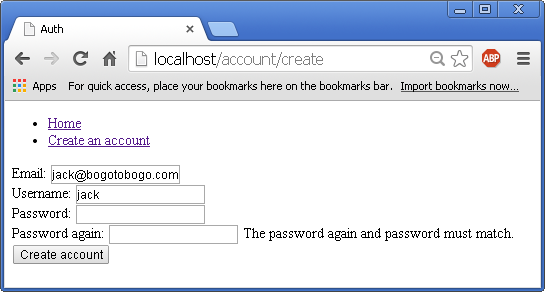 Auth
localhost/account/create
ABP
Apps For quick access, place your bookmarks here on the bookmarks bar. Import bookmarks now...
Home
Create an account
Email: jack@bogotobogo.com
Username: jack
Password:
Password again: The password again and password must match.
Create account